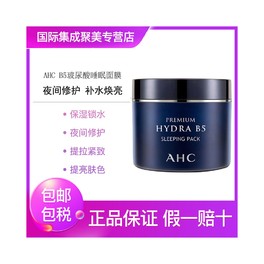 国际集成聚美专营店
AHC B5玻尿酸睡眠面膜
夜间修护 补水焕亮
•保湿锁水
•夜间修护
•提拉紧致
•提亮肤色
PREMIUM
HYDRA B5
SLEEPING PACK
AHC
包邮
包税
正品保证 假一赔十